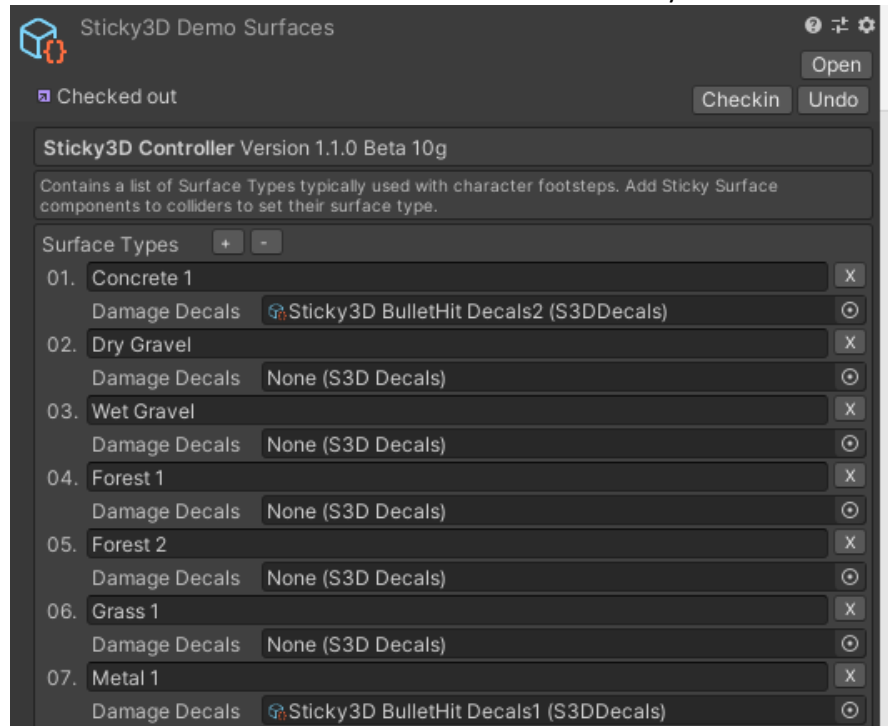 Sticky3D Demo Surfaces
Open
Checked out Checkin Undo
Sticky3D Controller Version 1.1.0 Beta 10g
Contains a list of Surface Types typically used with character footsteps. Add Sticky Surface
components to colliders to set their surface type.
Surface Types + -
01. Concrete 1 X
Damage Decals Sticky3D BulletHit Decals2 (S3DDecals)
02. Dry Gravel X
Damage Decals None (S3D Decals)
03. Wet Gravel X
Damage Decals None (S3D Decals)
04. Forest 1 X
Damage Decals None (S3D Decals)
05. Forest 2 X
Damage Decals None (S3D Decals)
06. Grass 1 X
Damage Decals None (S3D Decals)
07. Metal 1 X
Damage Decals Sticky3D BulletHit Decals1 (S3DDecals)